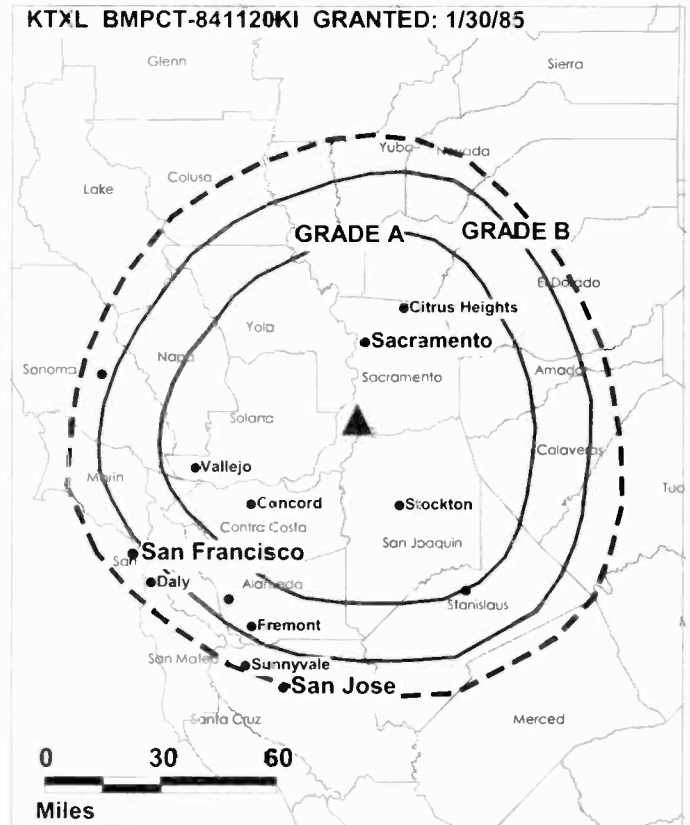 KTXL BMPCT-841120KI GRANTED: 1/30/85
Glenn
Sierra
Yuba
Nevada
Colusa
Lake
GRADE A
GRADE B
El Dorado
Citrus Heights
Yolo
Sacramento
Napa
Sonoma
Sacramento
Amador
Solano
Calaveras
Vallejo
Marin
Tuo
Concord
Stockton
Contra Costa
San Joaquin
San Francisco
San
Daly
Alameda
Stanislaus
Fremont
San Mateo
Sunnyvale
San Jose
Santa Cruz
Merced
0 30 60
Miles